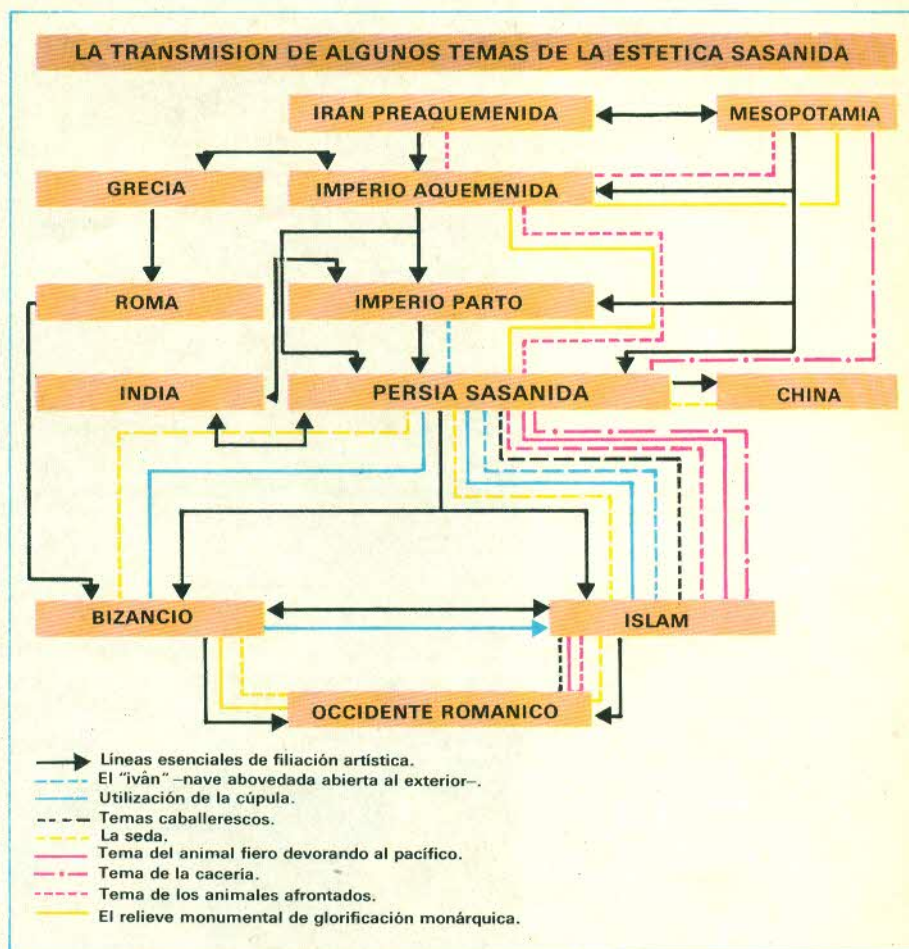 LA TRANSMISION DE ALGUNOS TEMAS DE LA ESTETICA SASANIDA
IRAN PREAQUEMENIDA
MESOPOTAMIA
GRECIA
IMPERIO AQUEMENIDA
ROMA
IMPERIO PARTO
INDIA
PERSIA SASANIDA
CHINA
BIZANCIO
ISLAM
OCCIDENTE ROMANICO
Líneas esenciales de filiación artística.
El "ivân" –nave abovedada abierta al exterior–.
Utilización de la cúpula.
Temas caballerescos.
La seda.
Tema del animal fiero devorando al pacífico.
Tema de la cacería.
Tema de los animales afrontados.
El relieve monumental de glorificación monárquica.